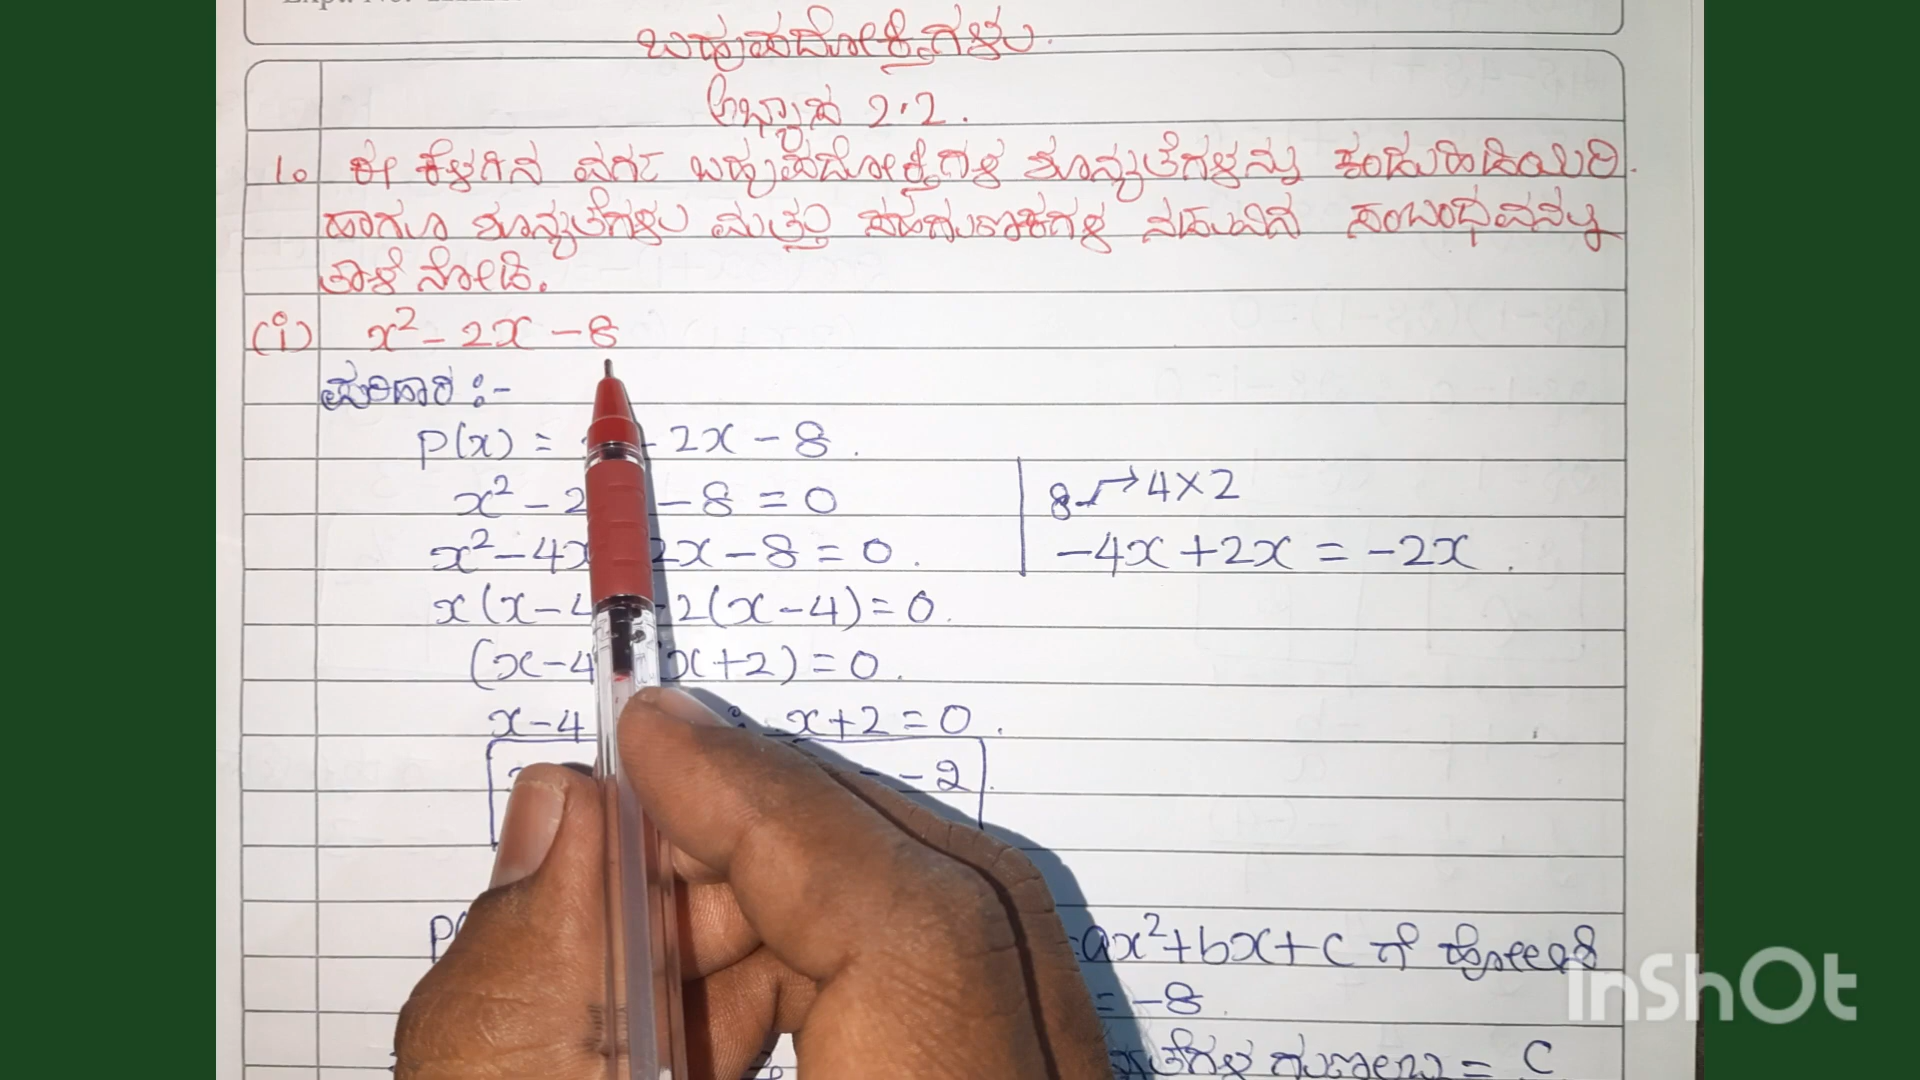 ಬಹುಪದೋಕ್ತಿಗಳು.
ಅಭ್ಯಾಸ 2.2.
1. ಈ ಕೆಳಗಿನ ವರ್ಗ ಬಹುಪದೋಕ್ತಿಗಳ ಶೂನ್ಯತೆಗಳನ್ನು ಕಂಡುಹಿಡಿಯಿರಿ.
ಹಾಗೂ ಶೂನ್ಯತೆಗಳು ಮತ್ತು ಸಹಗುಣಕಗಳ ನಡುವಿನ ಸಂಬಂಧವನ್ನು
ತಾಳೆ ನೋಡಿ.
(i) x² - 2x - 8
ಪರಿಹಾರ :-
P(x) = - 2x - 8.
x² - 2 - 8 = 0
8 → 4 × 2
x² - 4x 2x - 8 = 0.
-4x + 2x = -2x.
x(x - 4 2(x - 4) = 0.
(x - 4 x + 2) = 0.
x - 4 x + 2 = 0.
- 2
P ax² + bx + c ಗೆ ಹೋಲಿಸಿ
= -8.
ಗುಣಲಬ್ಧ = C
InShOt